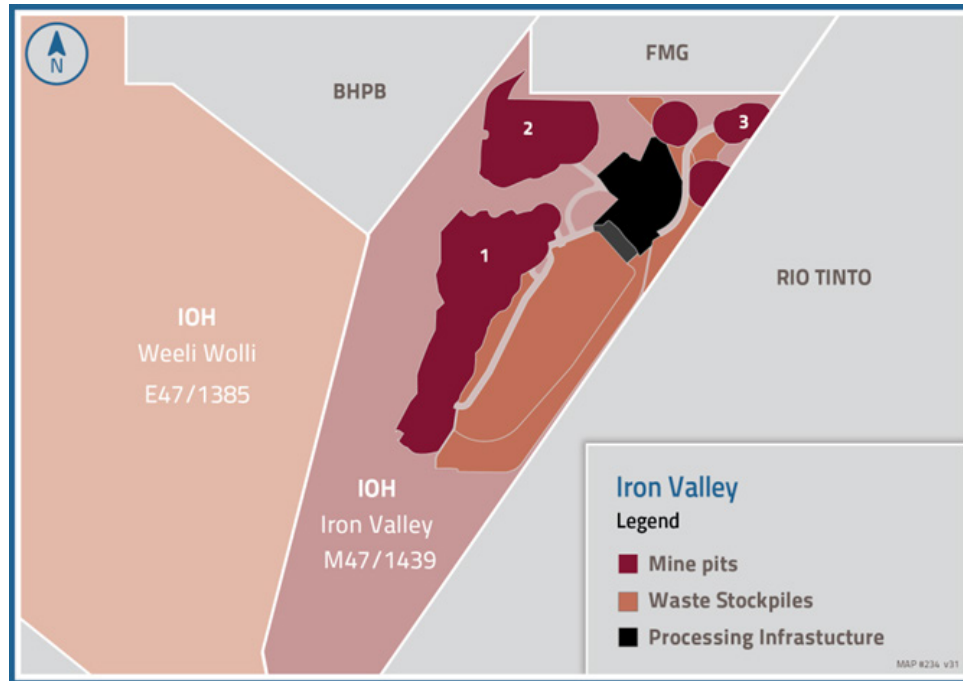 N
BHPB
FMG
2
3
1
RIO TINTO
IOH
Weeli Wolli
E47/1385
IOH
Iron Valley
M47/1439
Iron Valley
Legend
Mine pits
Waste Stockpiles
Processing Infrastucture
MAP #234 v31